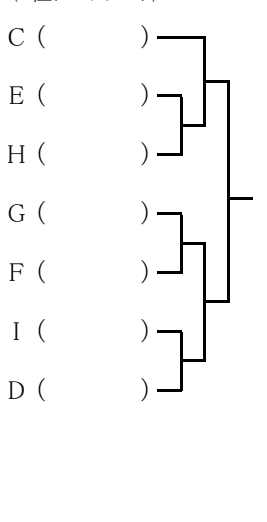 C（　　　）
E（　　　）
H（　　　）
G（　　　）
F（　　　）
I（　　　）
D（　　　）